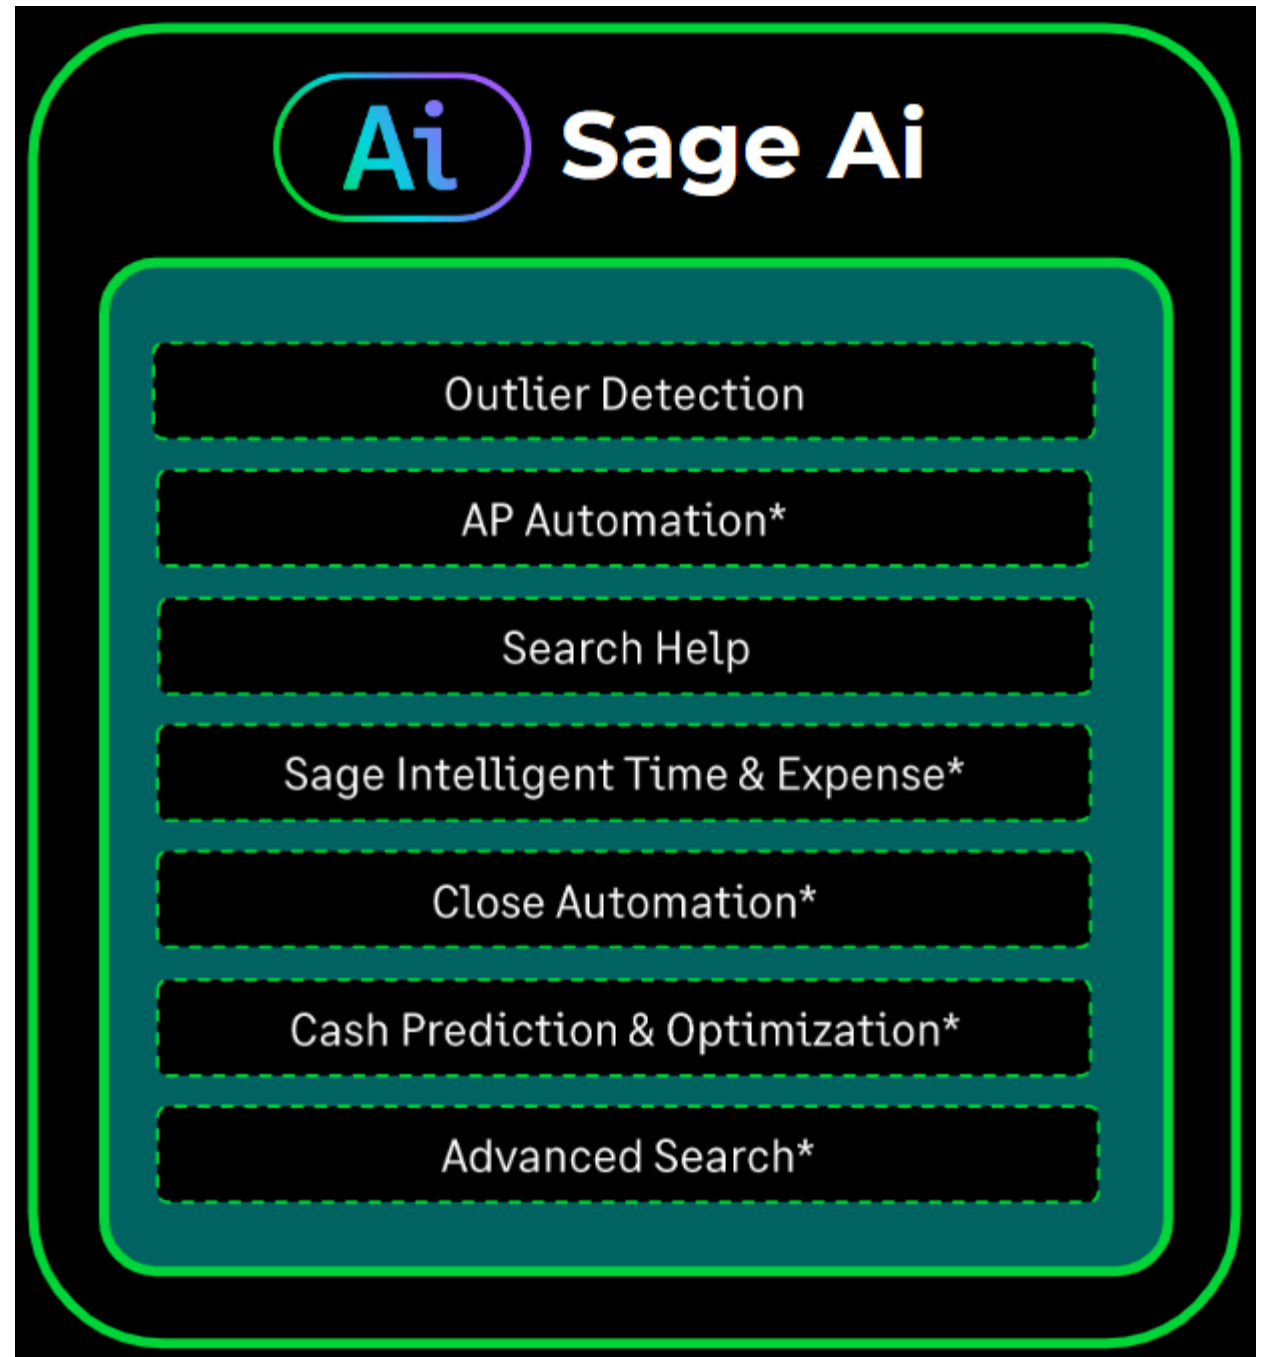 Ai Sage Ai
Outlier Detection
AP Automation*
Search Help
Sage Intelligent Time & Expense*
Close Automation*
Cash Prediction & Optimization*
Advanced Search*